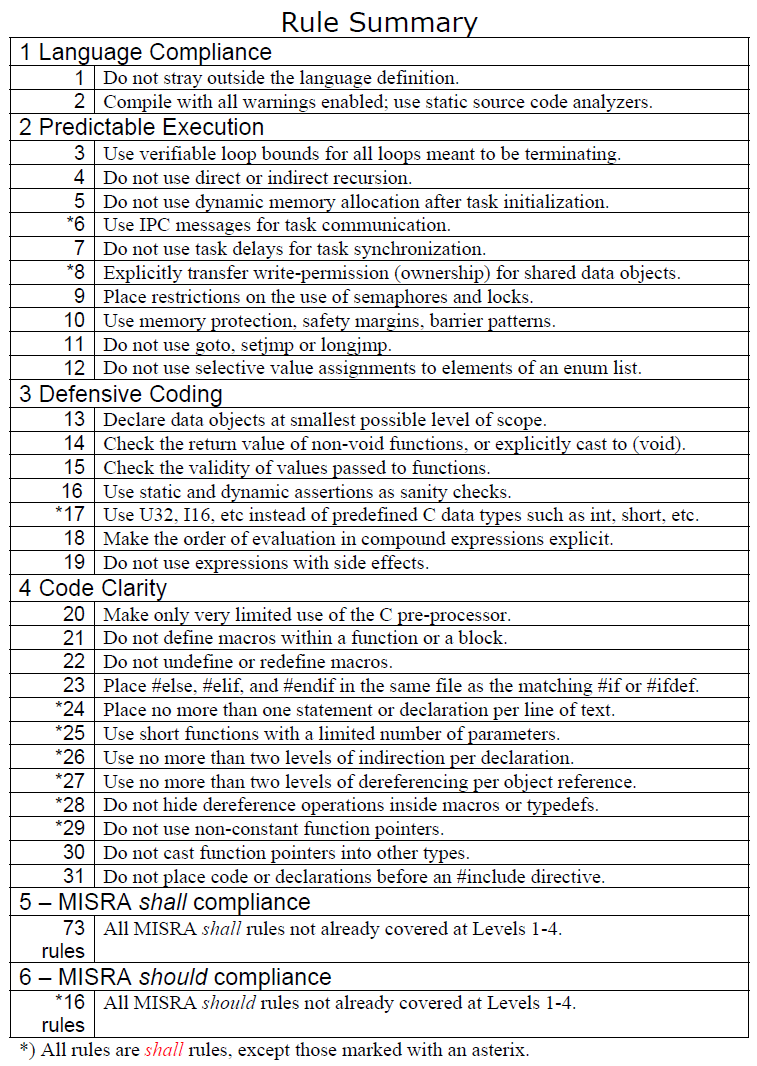 Rule Summary
1 Language Compliance
1 Do not stray outside the language definition.
2 Compile with all warnings enabled; use static source code analyzers.
2 Predictable Execution
3 Use verifiable loop bounds for all loops meant to be terminating.
4 Do not use direct or indirect recursion.
5 Do not use dynamic memory allocation after task initialization.
*6 Use IPC messages for task communication.
7 Do not use task delays for task synchronization.
*8 Explicitly transfer write-permission (ownership) for shared data objects.
9 Place restrictions on the use of semaphores and locks.
10 Use memory protection, safety margins, barrier patterns.
11 Do not use goto, setjmp or longjmp.
12 Do not use selective value assignments to elements of an enum list.
3 Defensive Coding
13 Declare data objects at smallest possible level of scope.
14 Check the return value of non-void functions, or explicitly cast to (void).
15 Check the validity of values passed to functions.
16 Use static and dynamic assertions as sanity checks.
*17 Use U32, I16, etc instead of predefined C data types such as int, short, etc.
18 Make the order of evaluation in compound expressions explicit.
19 Do not use expressions with side effects.
4 Code Clarity
20 Make only very limited use of the C pre-processor.
21 Do not define macros within a function or a block.
22 Do not undefine or redefine macros.
23 Place #else, #elif, and #endif in the same file as the matching #if or #ifdef.
*24 Place no more than one statement or declaration per line of text.
*25 Use short functions with a limited number of parameters.
*26 Use no more than two levels of indirection per declaration.
*27 Use no more than two levels of dereferencing per object reference.
*28 Do not hide dereference operations inside macros or typedefs.
*29 Do not use non-constant function pointers.
30 Do not cast function pointers into other types.
31 Do not place code or declarations before an #include directive.
5 – MISRA shall compliance
73 All MISRA shall rules not already covered at Levels 1-4.
rules
6 – MISRA should compliance
*16 All MISRA should rules not already covered at Levels 1-4.
rules
*) All rules are shall rules, except those marked with an asterix.